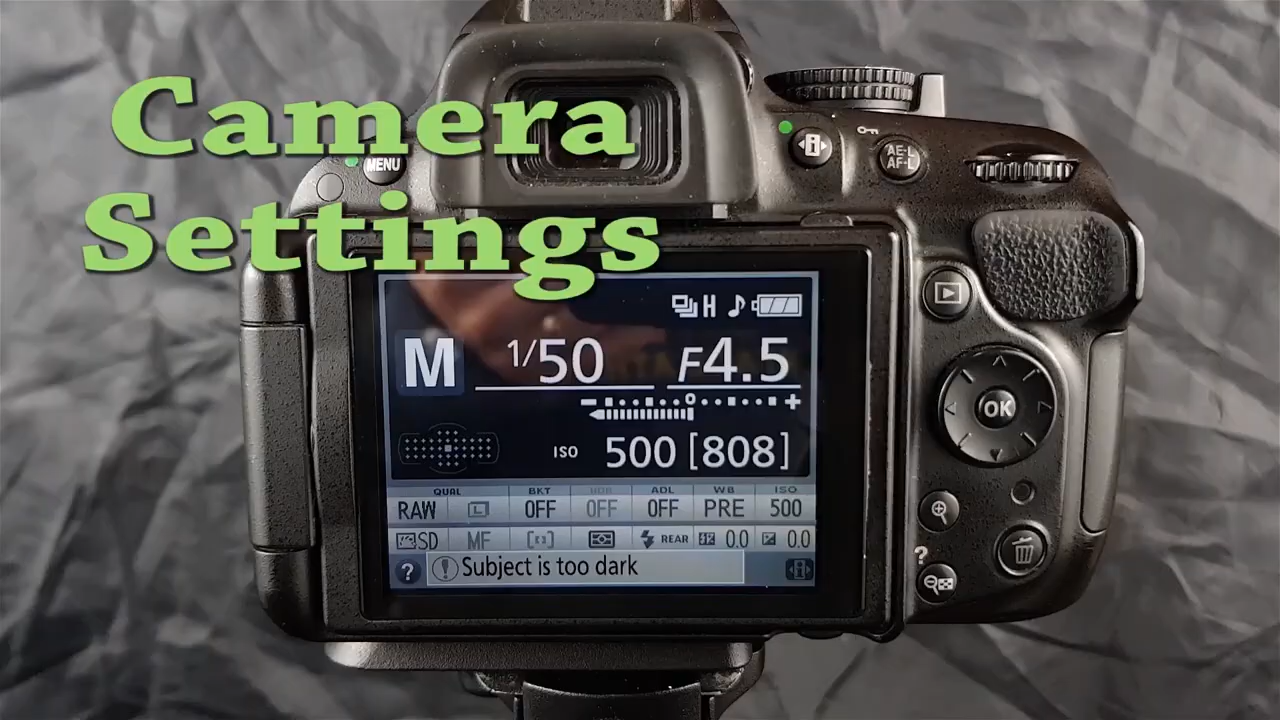 Camera
Settings
MENU
AE-L
AF-L
H
M 1/50 F4.5
ISO 500 [808]
QUAL BKT HDR ADL WB ISO
RAW L OFF OFF OFF PRE 500
SD MF REAR 0.0 0.0
? Subject is too dark
OK
?